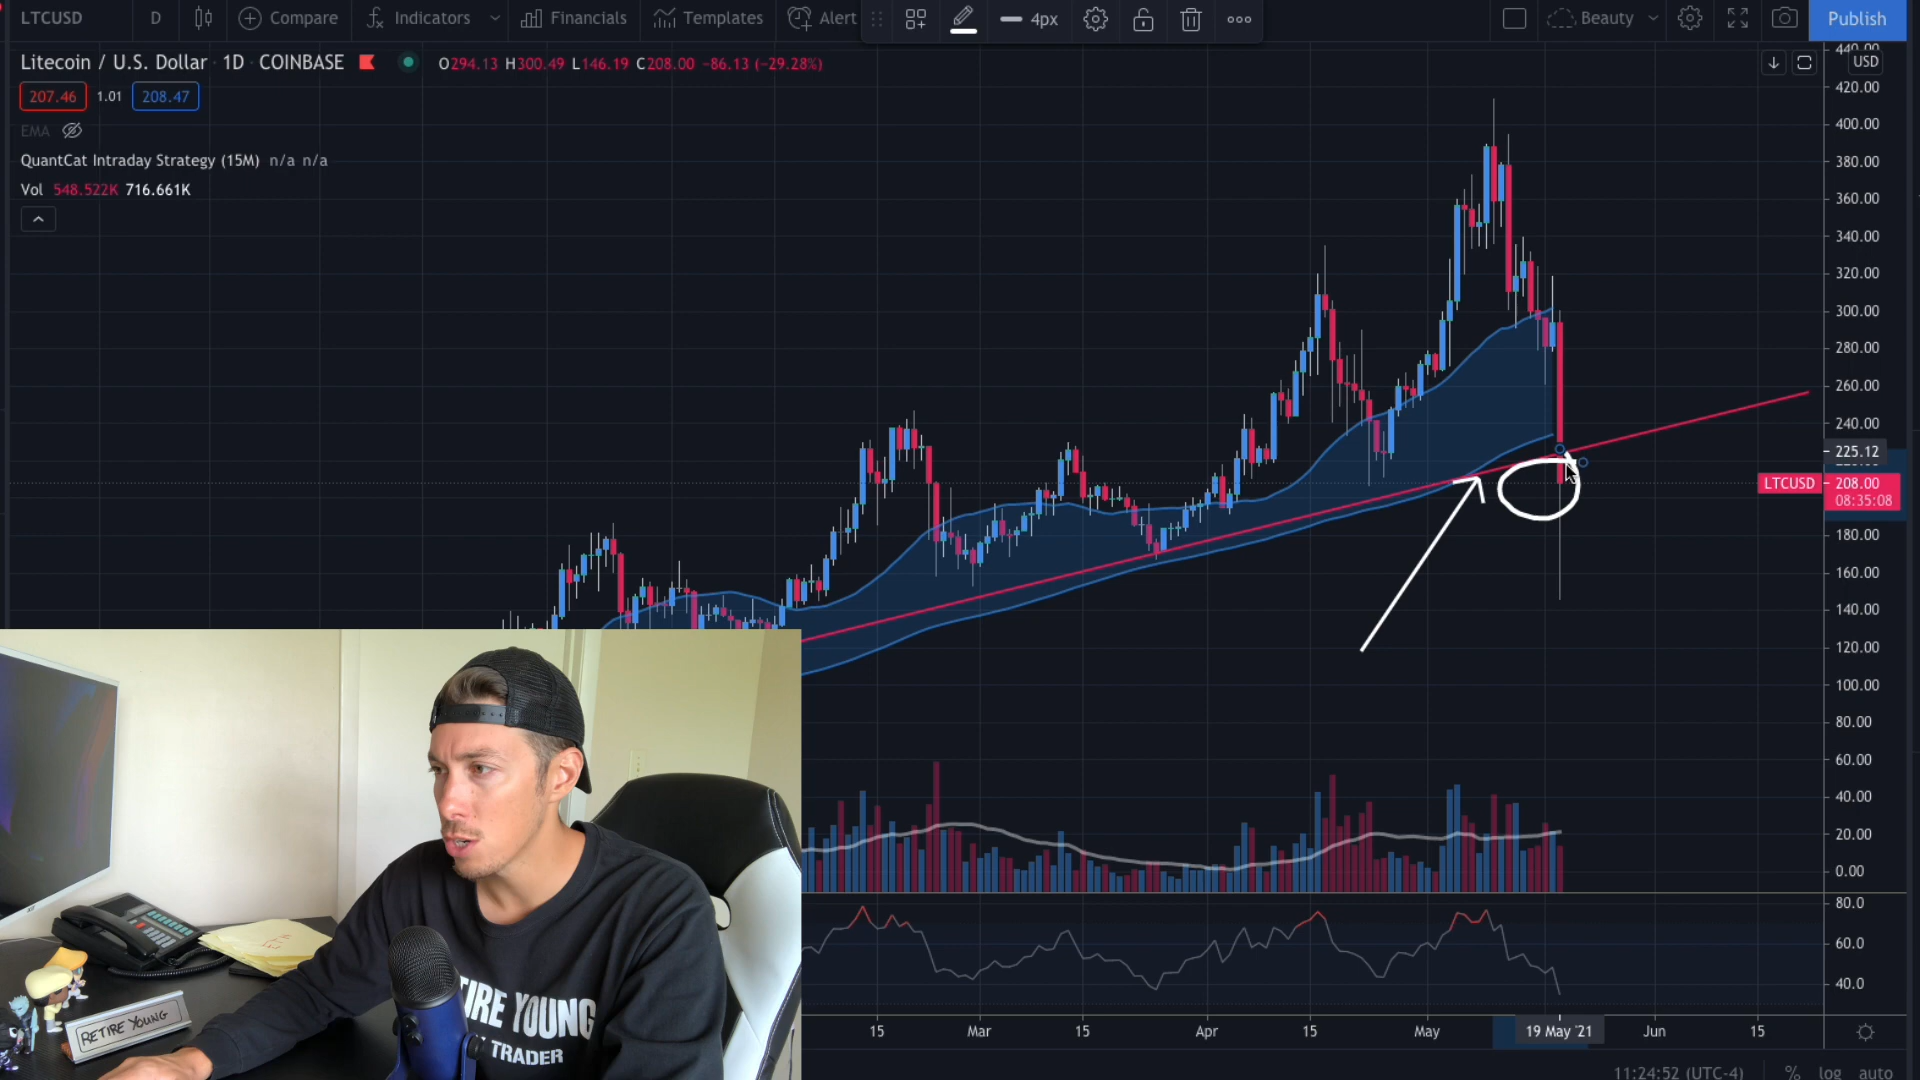 LTCUSD D Compare Indicators Financials Templates Alert 4px Beauty Publish
Litecoin / U.S. Dollar · 1D · COINBASE O294.13 H300.49 L146.19 C208.00 −86.13 (−29.28%)
USD
207.46 1.01 208.47
EMA
QuantCat Intraday Strategy (15M) n/a n/a
Vol 548.522K 716.661K
420.00
400.00
380.00
360.00
340.00
320.00
300.00
280.00
260.00
240.00
225.12
LTCUSD 208.00
08:35:08
180.00
160.00
140.00
120.00
100.00
80.00
60.00
40.00
20.00
0.00
80.0
60.0
40.0
15 Mar 15 Apr 15 May 19 May '21 Jun 15
11:24:52 (UTC-4) % log auto
RETIRE YOUNG
TIRE YOUNG
TRADER